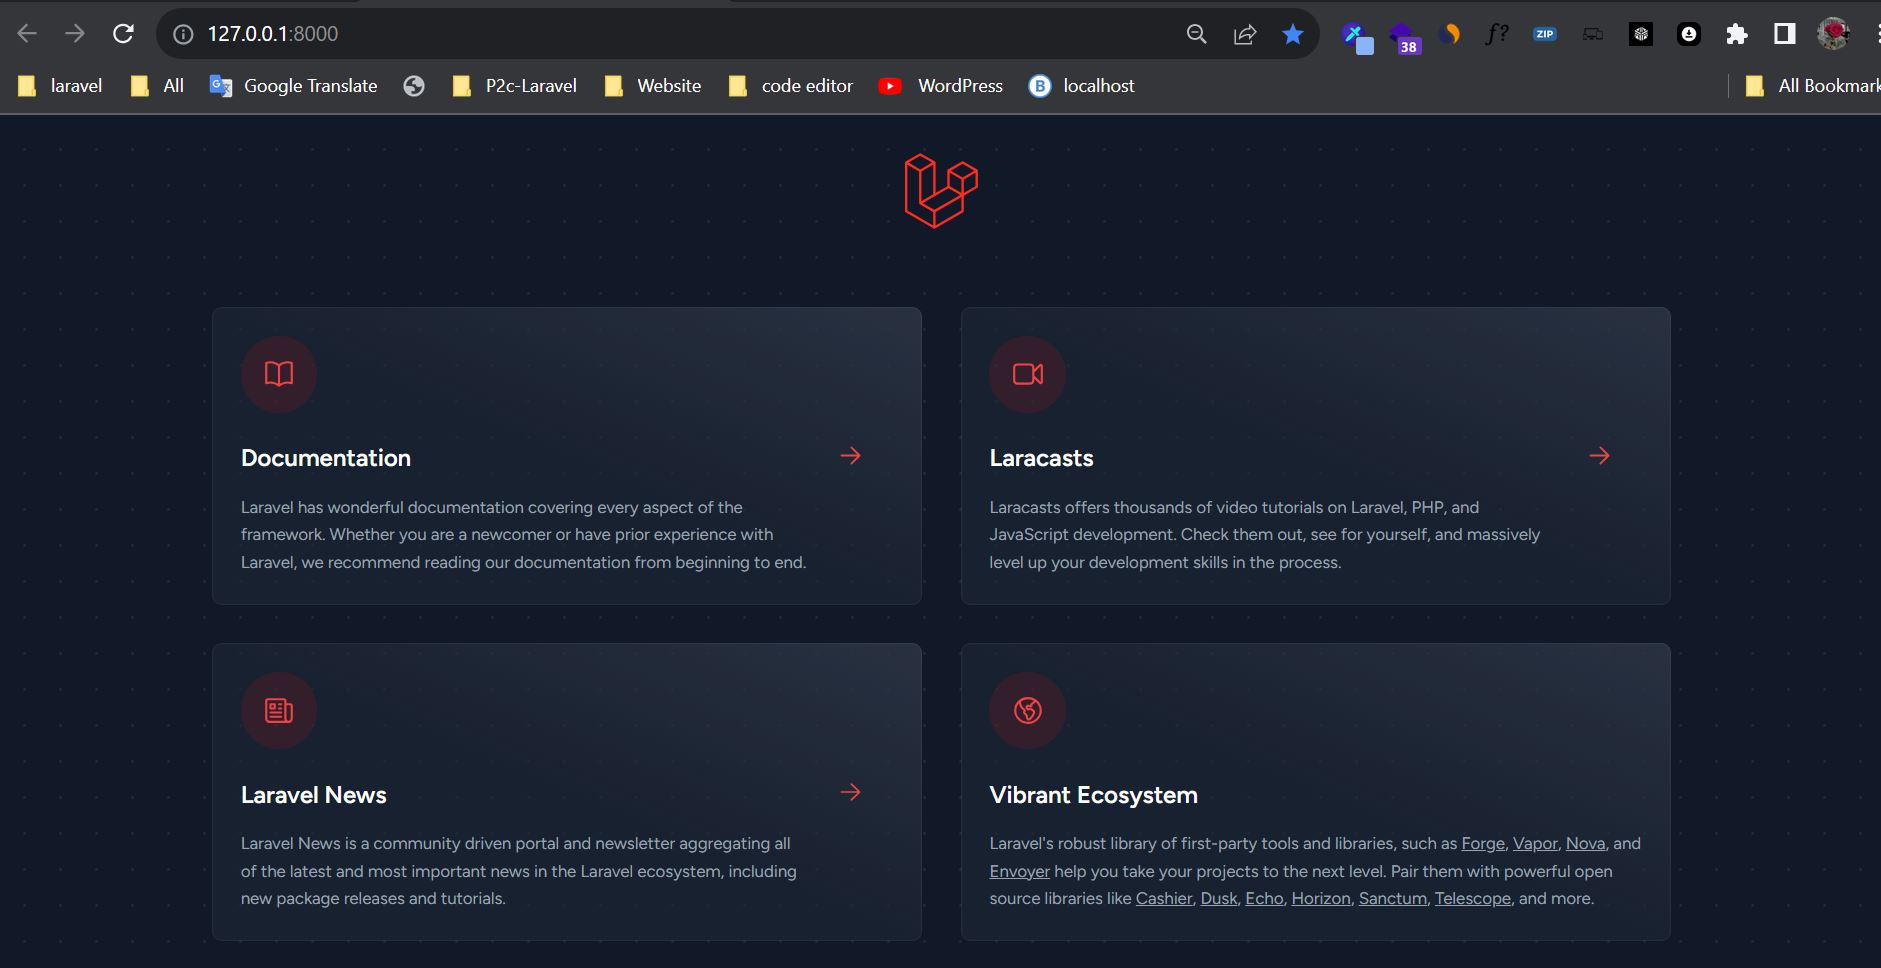 127.0.0.1:8000
ƒ?
ZIP
38
laravel
All
Google Translate
P2c-Laravel
Website
code editor
WordPress
B
localhost
All Bookmark
Documentation
Laravel has wonderful documentation covering every aspect of the
framework. Whether you are a newcomer or have prior experience with
Laravel, we recommend reading our documentation from beginning to end.
Laracasts
Laracasts offers thousands of video tutorials on Laravel, PHP, and
JavaScript development. Check them out, see for yourself, and massively
level up your development skills in the process.
Laravel News
Laravel News is a community driven portal and newsletter aggregating all
of the latest and most important news in the Laravel ecosystem, including
new package releases and tutorials.
Vibrant Ecosystem
Laravel's robust library of first-party tools and libraries, such as Forge, Vapor, Nova, and
Envoyer help you take your projects to the next level. Pair them with powerful open
source libraries like Cashier, Dusk, Echo, Horizon, Sanctum, Telescope, and more.